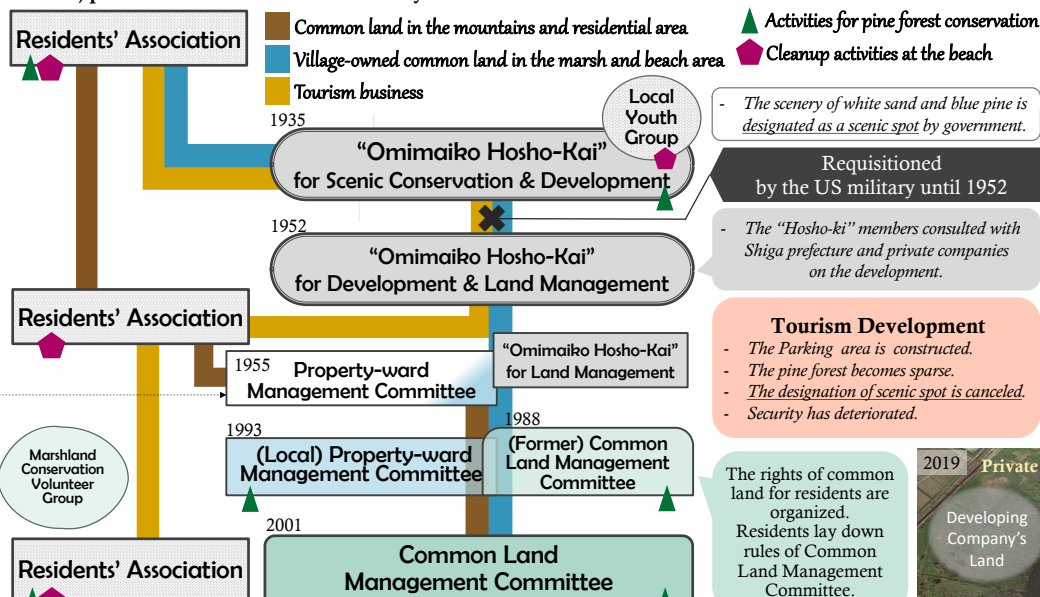 Residents' Association
Common land in the mountains and residential area
Village-owned common land in the marsh and beach area
Tourism business
Activities for pine forest conservation
Cleanup activities at the beach
1935
Local
Youth
Group
"Omimaiko Hosho-Kai"
for Scenic Conservation & Development
- The scenery of white sand and blue pine is
designated as a scenic spot by government.
Requisitioned
by the US military until 1952
1952
"Omimaiko Hosho-Kai"
for Development & Land Management
- The "Hosho-ki" members consulted with
Shiga prefecture and private companies
on the development.
Residents' Association
Tourism Development
- The Parking area is constructed.
- The pine forest becomes sparse.
- The designation of scenic spot is canceled.
- Security has deteriorated.
1955
Property-ward
Management Committee
"Omimaiko Hosho-Kai"
for Land Management
1993
(Local) Property-ward
Management Committee
1988
(Former) Common
Land Management
Committee
Marshland
Conservation
Volunteer
Group
The rights of common
land for residents are
organized.
Residents lay down
rules of Common
Land Management
Committee.
2019
Private
Developing
Company's
Land
2001
Residents' Association
Common Land
Management Committee